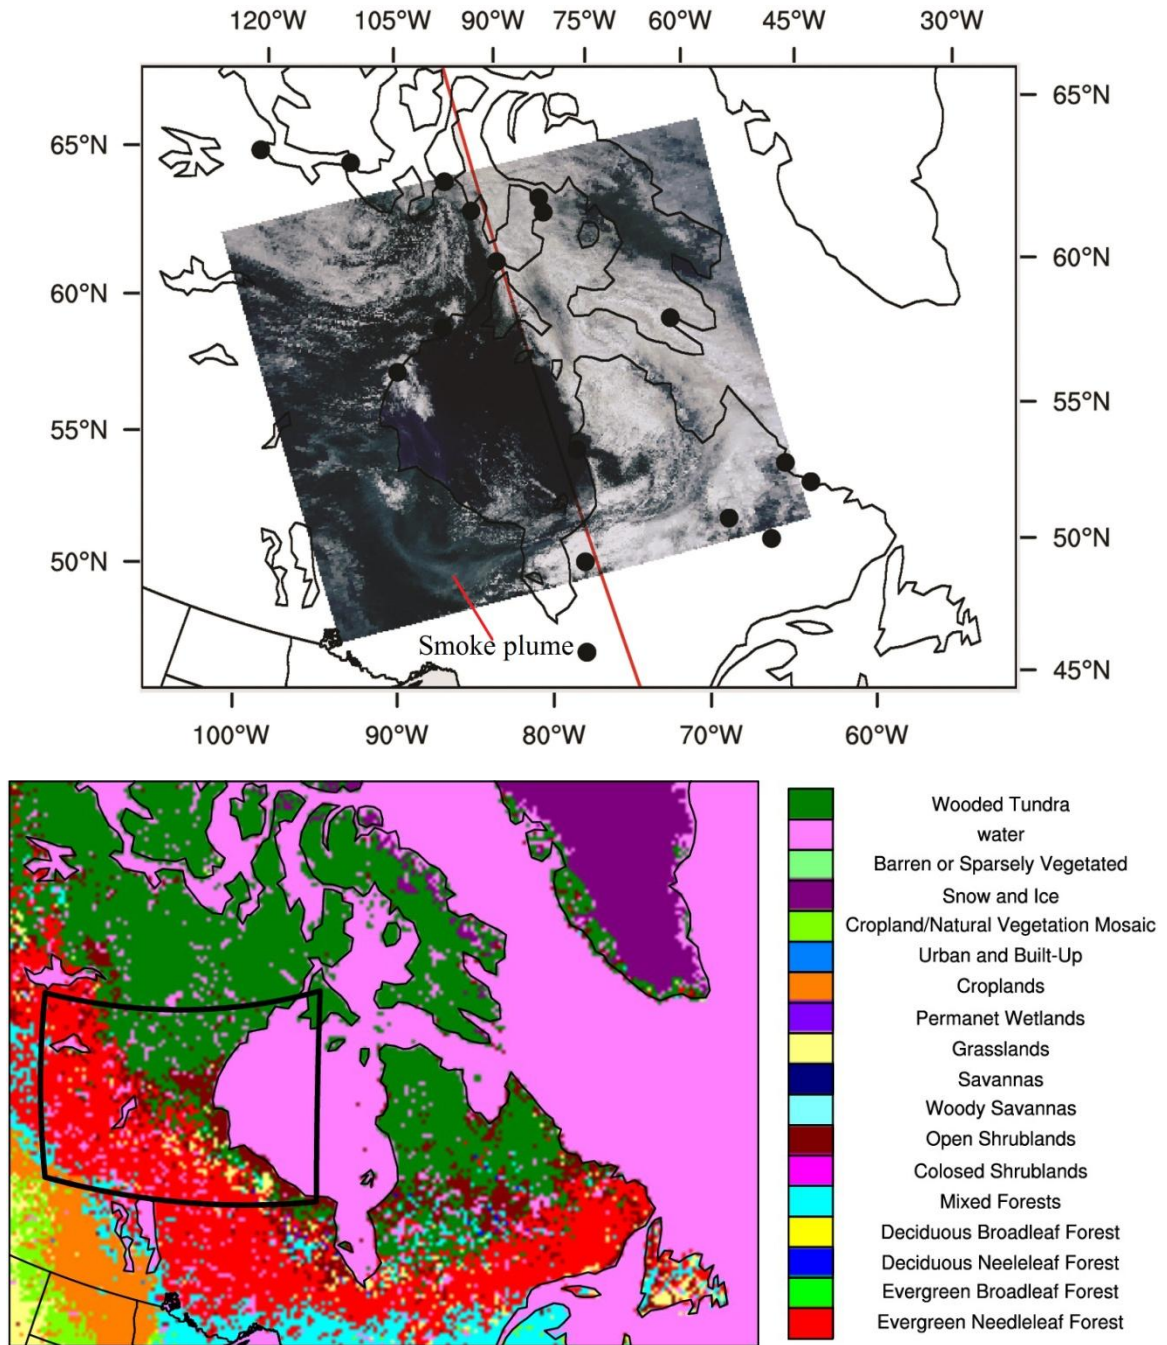 120°W 105°W 90°W 75°W 60°W 45°W 30°W
65°N
65°N
60°N
60°N
55°N
55°N
50°N
50°N
Smoke plume
45°N
100°W 90°W 80°W 70°W 60°W
Wooded Tundra
water
Barren or Sparsely Vegetated
Snow and Ice
Cropland/Natural Vegetation Mosaic
Urban and Built-Up
Croplands
Permanet Wetlands
Grasslands
Savannas
Woody Savannas
Open Shrublands
Colosed Shrublands
Mixed Forests
Deciduous Broadleaf Forest
Deciduous Neeleleaf Forest
Evergreen Broadleaf Forest
Evergreen Needleleaf Forest